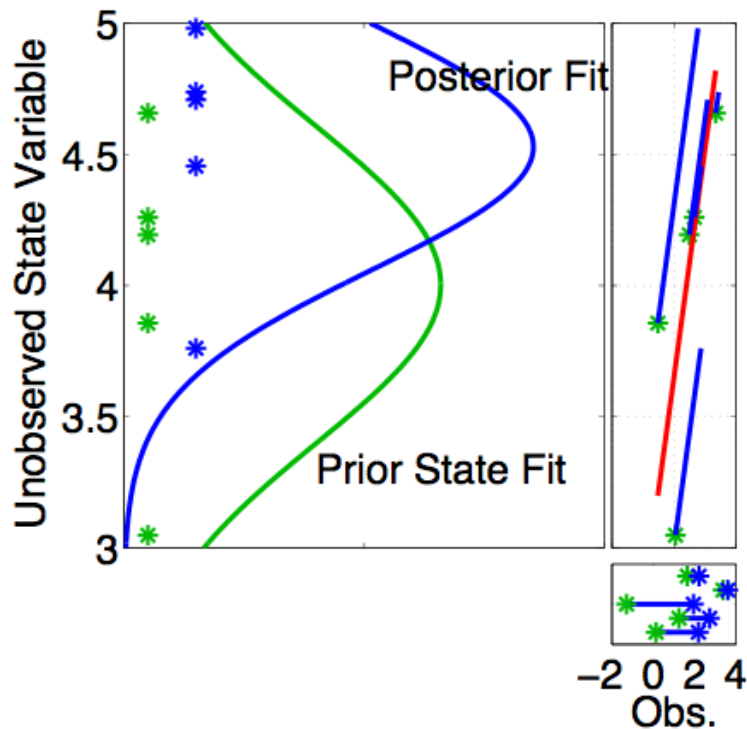 Unobserved State Variable
5
4.5
4
3.5
3
Posterior Fit
Prior State Fit
−2 0 2 4
Obs.